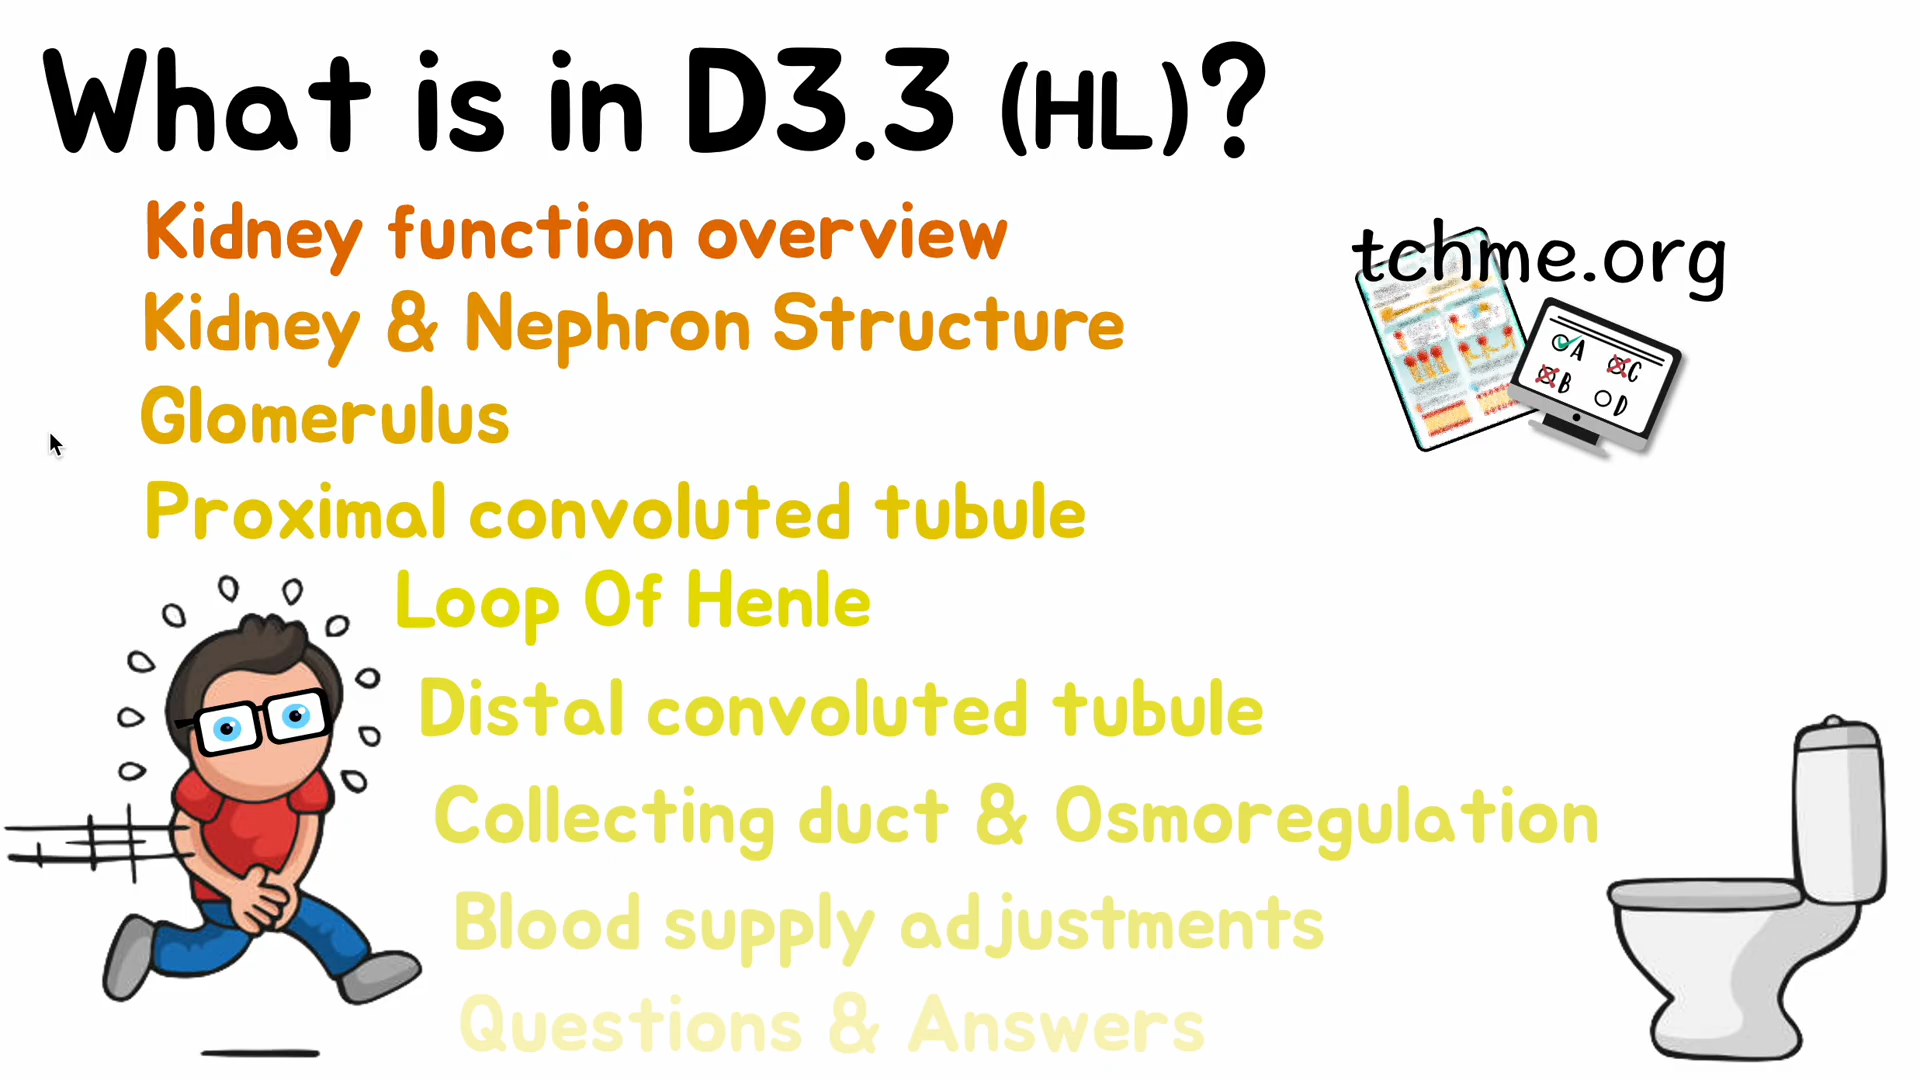 What is in D3.3 (HL)?
Kidney function overview
tchme.org
Kidney & Nephron Structure
A
C
B
D
Glomerulus
Proximal convoluted tubule
Loop Of Henle
Distal convoluted tubule
Collecting duct & Osmoregulation
Blood supply adjustments
Questions & Answers